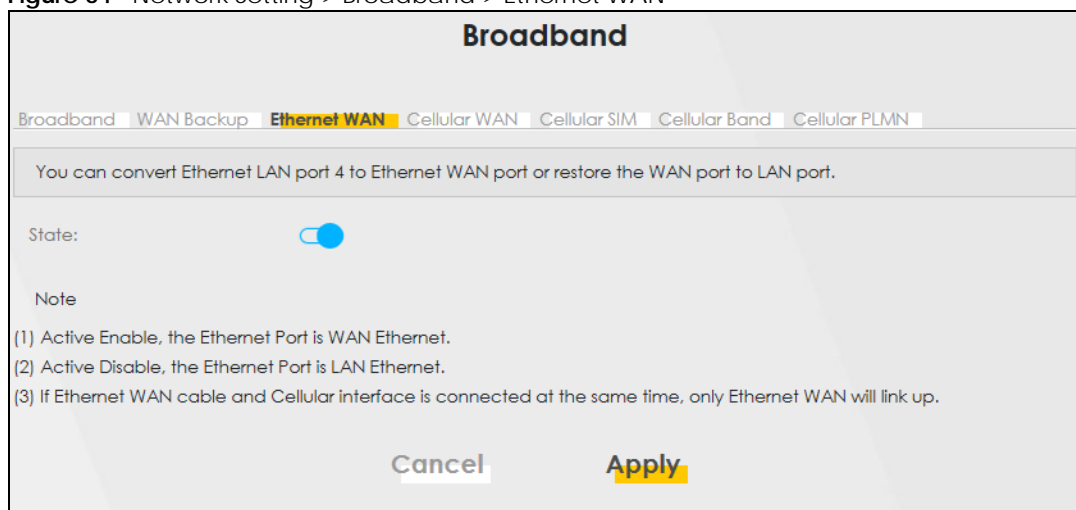 Broadband
Broadband WAN Backup Ethernet WAN Cellular WAN Cellular SIM Cellular Band Cellular PLMN
You can convert Ethernet LAN port 4 to Ethernet WAN port or restore the WAN port to LAN port.
State:
Note
(1) Active Enable, the Ethernet Port is WAN Ethernet.
(2) Active Disable, the Ethernet Port is LAN Ethernet.
(3) If Ethernet WAN cable and Cellular interface is connected at the same time, only Ethernet WAN will link up.
Cancel Apply